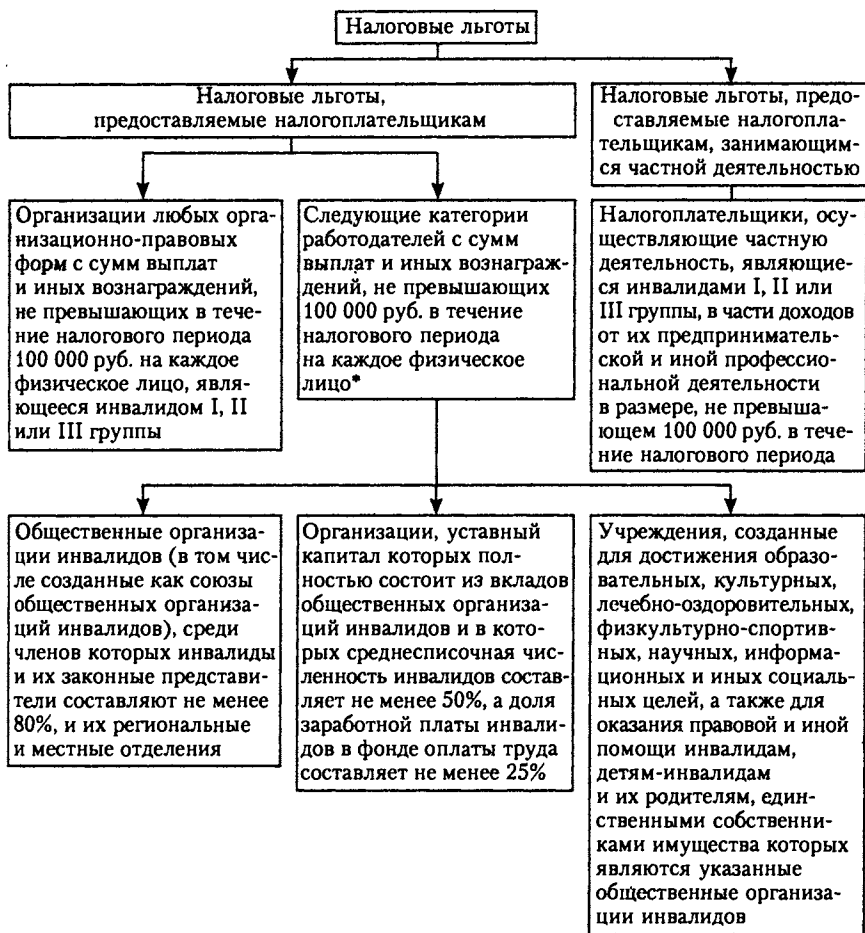 Налоговые льготы
Налоговые льготы,
предоставляемые налогоплательщикам
Налоговые льготы, предо-
ставляемые налогопла-
тельщикам, занимающим-
ся частной деятельностью
Организации любых орга-
низационно-правовых
форм с сумм выплат
и иных вознаграждений,
не превышающих в тече-
ние налогового периода
100 000 руб. на каждое
физическое лицо, явля-
ющееся инвалидом I, II
или III группы
Следующие категории
работодателей с сумм
выплат и иных вознаграж-
дений, не превышающих
100 000 руб. в течение
налогового периода
на каждое физическое
лицо*
Налогоплательщики, осу-
ществляющие частную
деятельность, являющие-
ся инвалидами I, II или
III группы, в части доходов
от их предприниматель-
ской и иной профессио-
нальной деятельности
в размере, не превыша-
ющем 100 000 руб. в тече-
ние налогового периода
Общественные организа-
ции инвалидов (в том чис-
ле созданные как союзы
общественных организа-
ций инвалидов), среди
членов которых инвалиды
и их законные представи-
тели составляют не менее
80%, и их региональные
и местные отделения
Организации, уставный
капитал которых пол-
ностью состоит из вкладов
общественных организа-
ций инвалидов и в кото-
рых среднесписочная чис-
ленность инвалидов состав-
ляет не менее 50%, а доля
заработной платы инвали-
дов в фонде оплаты труда
составляет не менее 25%
Учреждения, созданные
для достижения образо-
вательных, культурных,
лечебно-оздоровительных,
физкультурно-спортив-
ных, научных, информа-
ционных и иных социаль-
ных целей, а также для
оказания правовой и иной
помощи инвалидам,
детям-инвалидам
и их родителям, един-
ственными собственни-
ками имущества которых
являются указанные
общественные организа-
ции инвалидов